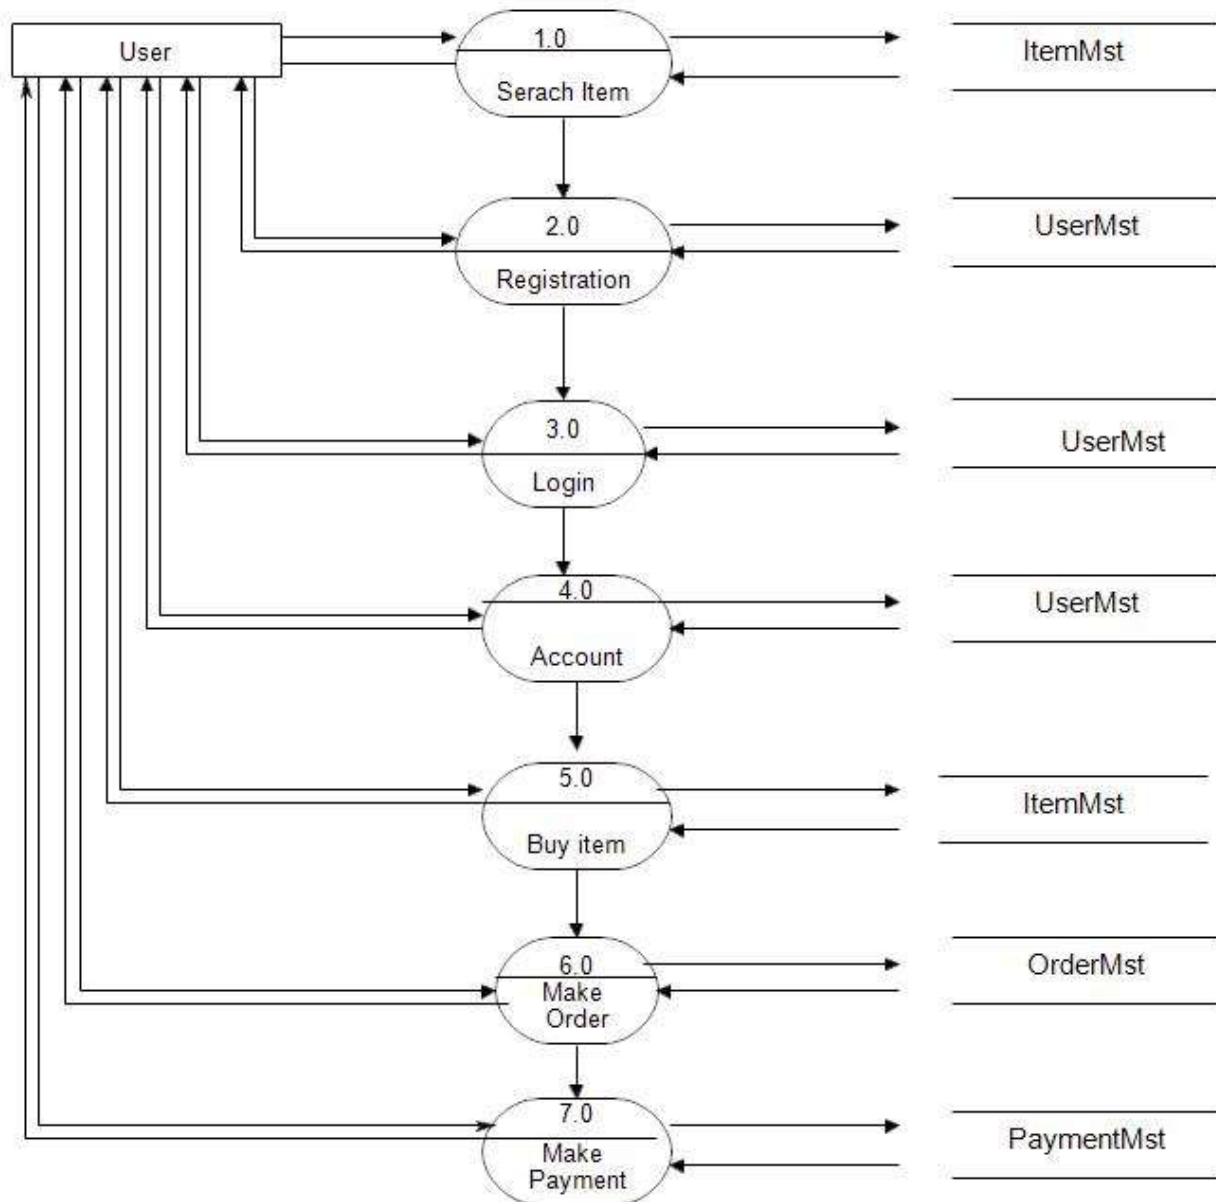 User
1.0
Serach Item
ItemMst
2.0
Registration
UserMst
3.0
Login
UserMst
4.0
Account
UserMst
5.0
Buy item
ItemMst
6.0
Make
Order
OrderMst
7.0
Make
Payment
PaymentMst